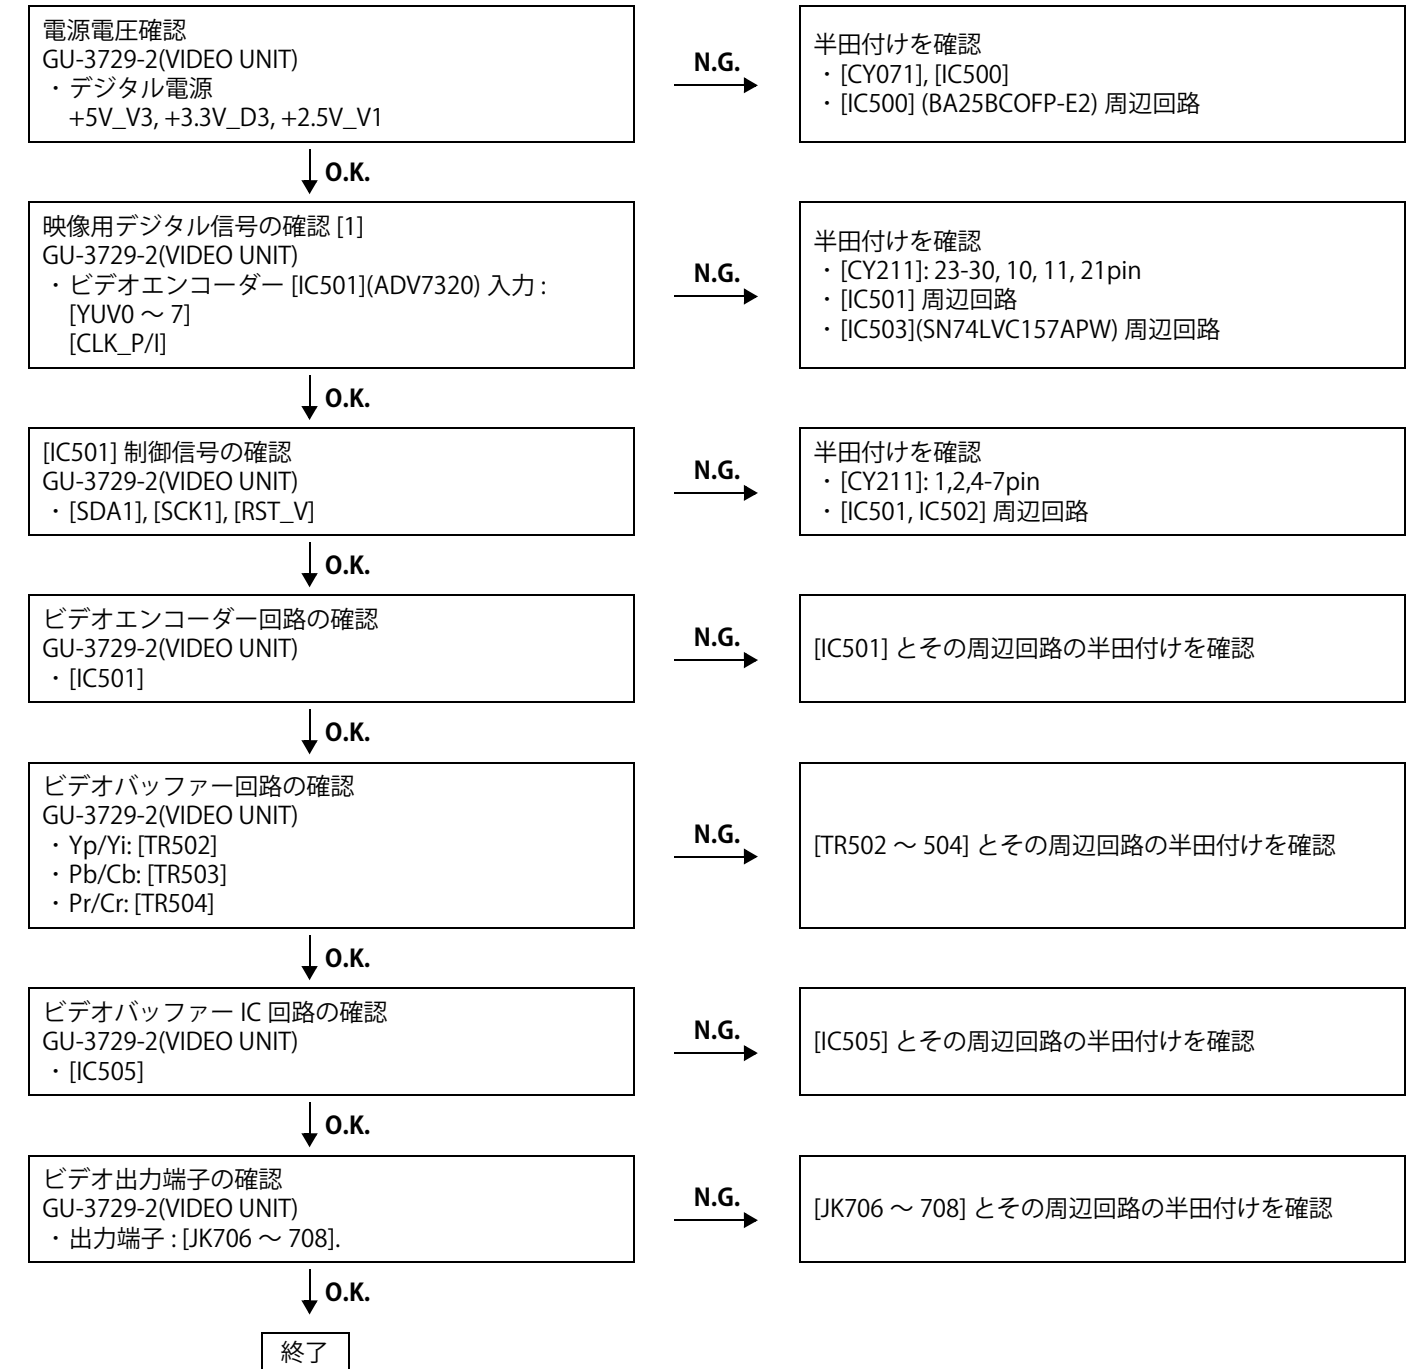 電源電圧確認
GU-3729-2(VIDEO UNIT)
・デジタル電源
+5V_V3, +3.3V_D3, +2.5V_V1
N.G.
半田付けを確認
・[CY071], [IC500]
・[IC500] (BA25BCOFP-E2) 周辺回路
O.K.
映像用デジタル信号の確認 [1]
GU-3729-2(VIDEO UNIT)
・ビデオエンコーダー [IC501](ADV7320) 入力 :
[YUV0 ～ 7]
[CLK_P/I]
N.G.
半田付けを確認
・[CY211]: 23-30, 10, 11, 21pin
・[IC501] 周辺回路
・[IC503](SN74LVC157APW) 周辺回路
O.K.
[IC501] 制御信号の確認
GU-3729-2(VIDEO UNIT)
・[SDA1], [SCK1], [RST_V]
N.G.
半田付けを確認
・[CY211]: 1,2,4-7pin
・[IC501, IC502] 周辺回路
O.K.
ビデオエンコーダー回路の確認
GU-3729-2(VIDEO UNIT)
・[IC501]
N.G.
[IC501] とその周辺回路の半田付けを確認
O.K.
ビデオバッファー回路の確認
GU-3729-2(VIDEO UNIT)
・Yp/Yi: [TR502]
・Pb/Cb: [TR503]
・Pr/Cr: [TR504]
N.G.
[TR502 ～ 504] とその周辺回路の半田付けを確認
O.K.
ビデオバッファー IC 回路の確認
GU-3729-2(VIDEO UNIT)
・[IC505]
N.G.
[IC505] とその周辺回路の半田付けを確認
O.K.
ビデオ出力端子の確認
GU-3729-2(VIDEO UNIT)
・出力端子 : [JK706 ～ 708].
N.G.
[JK706 ～ 708] とその周辺回路の半田付けを確認
O.K.
終了